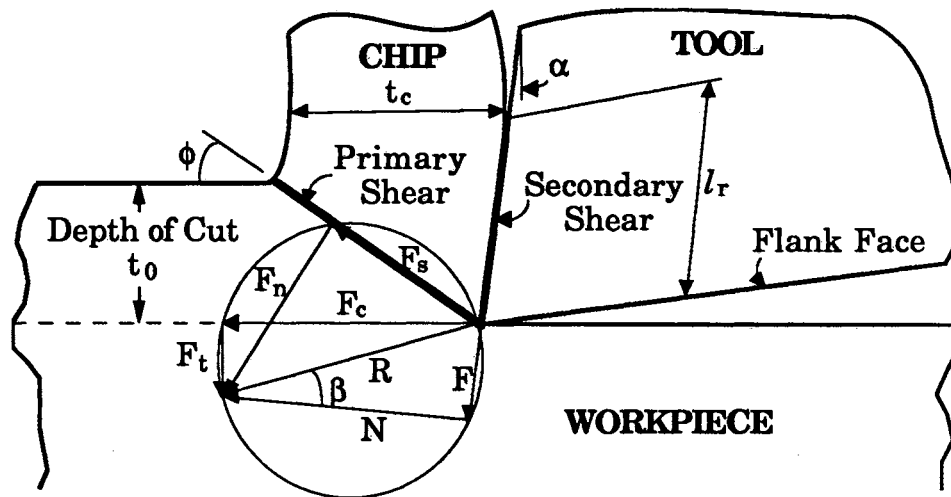 CHIP
TOOL
α
t_c
ϕ
Primary
Shear
Secondary
Shear
l_r
Depth of Cut
t_0
Flank Face
F_s
F_n
F_c
F_t
R
F
β
N
WORKPIECE